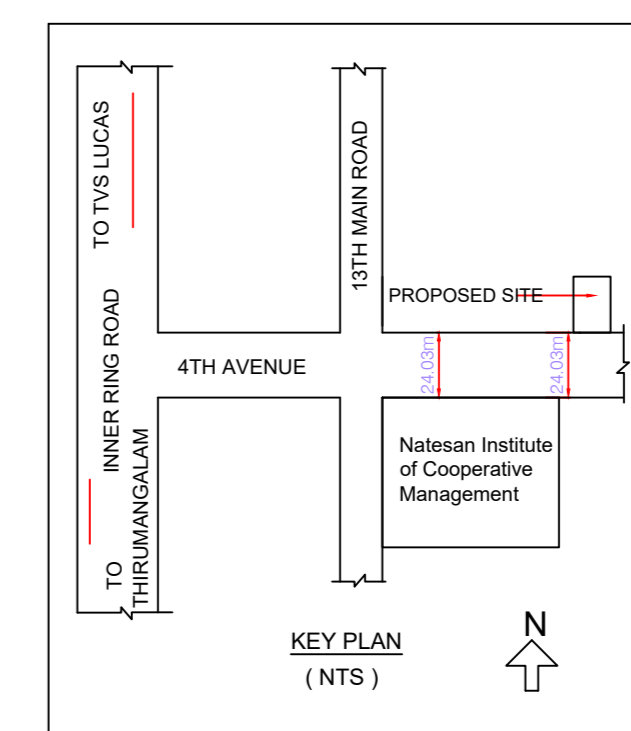 TO TVS LUCAS
INNER RING ROAD
TO
THIRUMANGALAM
13TH MAIN ROAD
PROPOSED SITE
4TH AVENUE
24.03m
24.03m
Natesan Institute
of Cooperative
Management
KEY PLAN
( NTS )
N